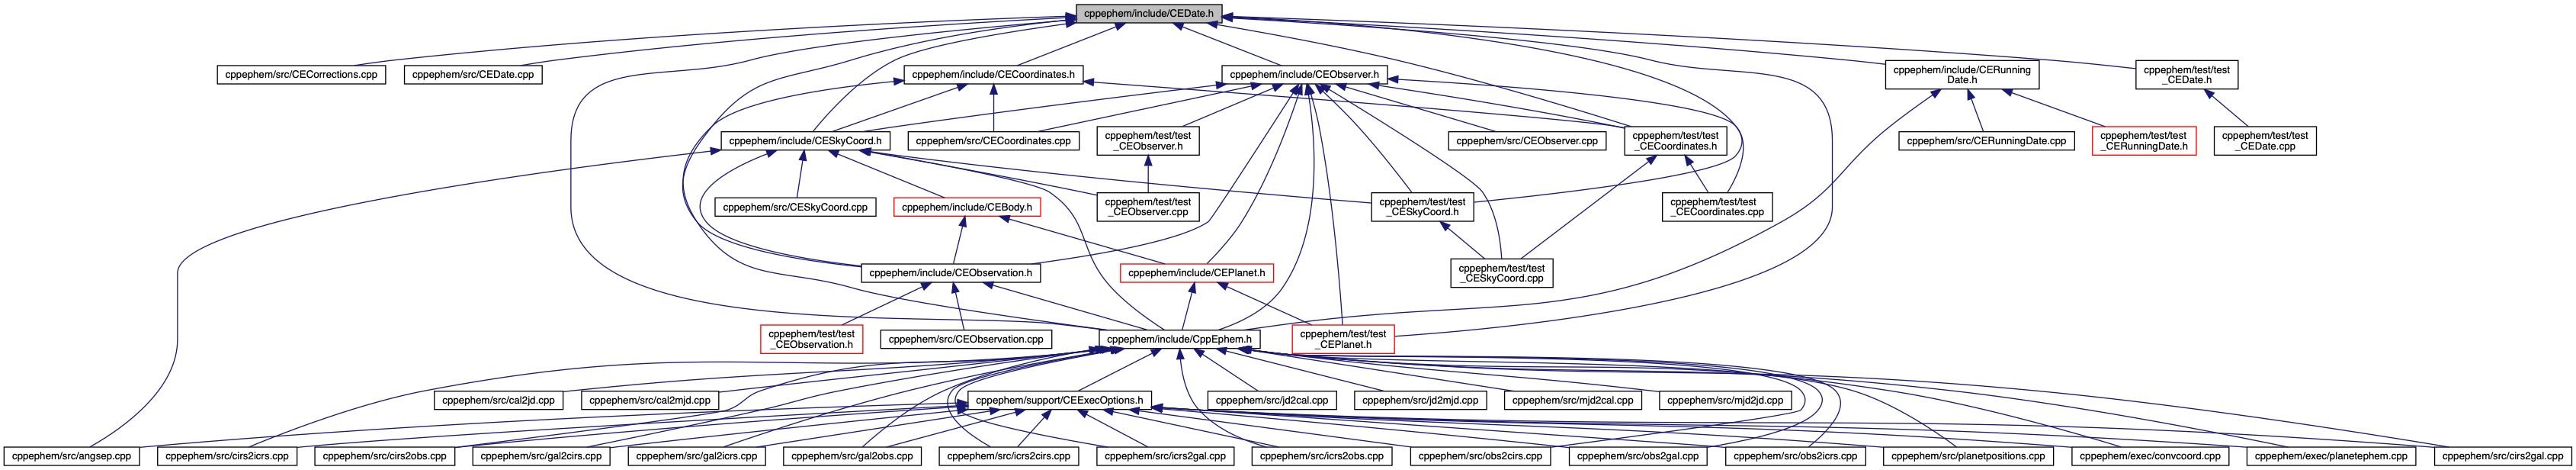 cppephem/include/CEDate.h
cppephem/src/CECorrections.cpp
cppephem/src/CEDate.cpp
cppephem/include/CECoordinates.h
cppephem/include/CEObserver.h
cppephem/include/CERunning
Date.h
cppephem/test/test
_CEDate.h
cppephem/include/CESkyCoord.h
cppephem/src/CECoordinates.cpp
cppephem/test/test
_CEObserver.h
cppephem/src/CEObserver.cpp
cppephem/test/test
_CECoordinates.h
cppephem/src/CERunningDate.cpp
cppephem/test/test
_CERunningDate.h
cppephem/test/test
_CEDate.cpp
cppephem/src/CESkyCoord.cpp
cppephem/include/CEBody.h
cppephem/test/test
_CEObserver.cpp
cppephem/test/test
_CESkyCoord.h
cppephem/test/test
_CECoordinates.cpp
cppephem/include/CEObservation.h
cppephem/include/CEPlanet.h
cppephem/test/test
_CESkyCoord.cpp
cppephem/test/test
_CEObservation.h
cppephem/src/CEObservation.cpp
cppephem/include/CppEphem.h
cppephem/test/test
_CEPlanet.h
cppephem/src/cal2jd.cpp
cppephem/src/cal2mjd.cpp
cppephem/support/CEExecOptions.h
cppephem/src/jd2cal.cpp
cppephem/src/jd2mjd.cpp
cppephem/src/mjd2cal.cpp
cppephem/src/mjd2jd.cpp
cppephem/src/angsep.cpp
cppephem/src/cirs2icrs.cpp
cppephem/src/cirs2obs.cpp
cppephem/src/gal2cirs.cpp
cppephem/src/gal2icrs.cpp
cppephem/src/gal2obs.cpp
cppephem/src/icrs2cirs.cpp
cppephem/src/icrs2gal.cpp
cppephem/src/icrs2obs.cpp
cppephem/src/obs2cirs.cpp
cppephem/src/obs2gal.cpp
cppephem/src/obs2icrs.cpp
cppephem/src/planetpositions.cpp
cppephem/exec/convcoord.cpp
cppephem/exec/planetephem.cpp
cppephem/src/cirs2gal.cpp